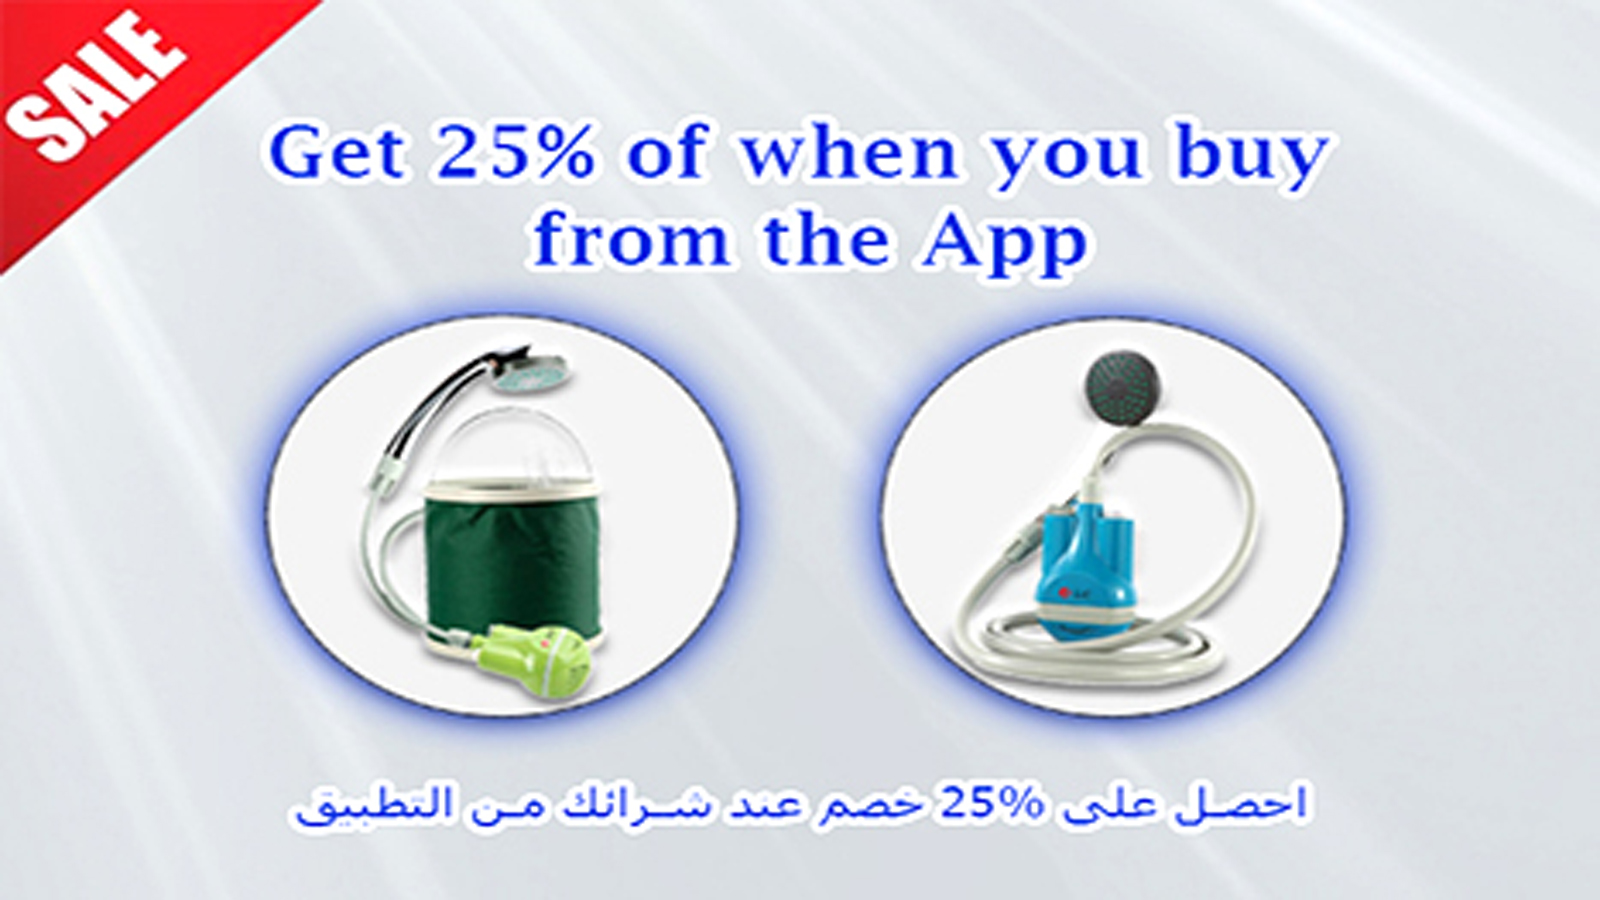 SALE
Get 25% of when you buy
from the App
احصل على 25% خصم عند شرائك من التطبيق